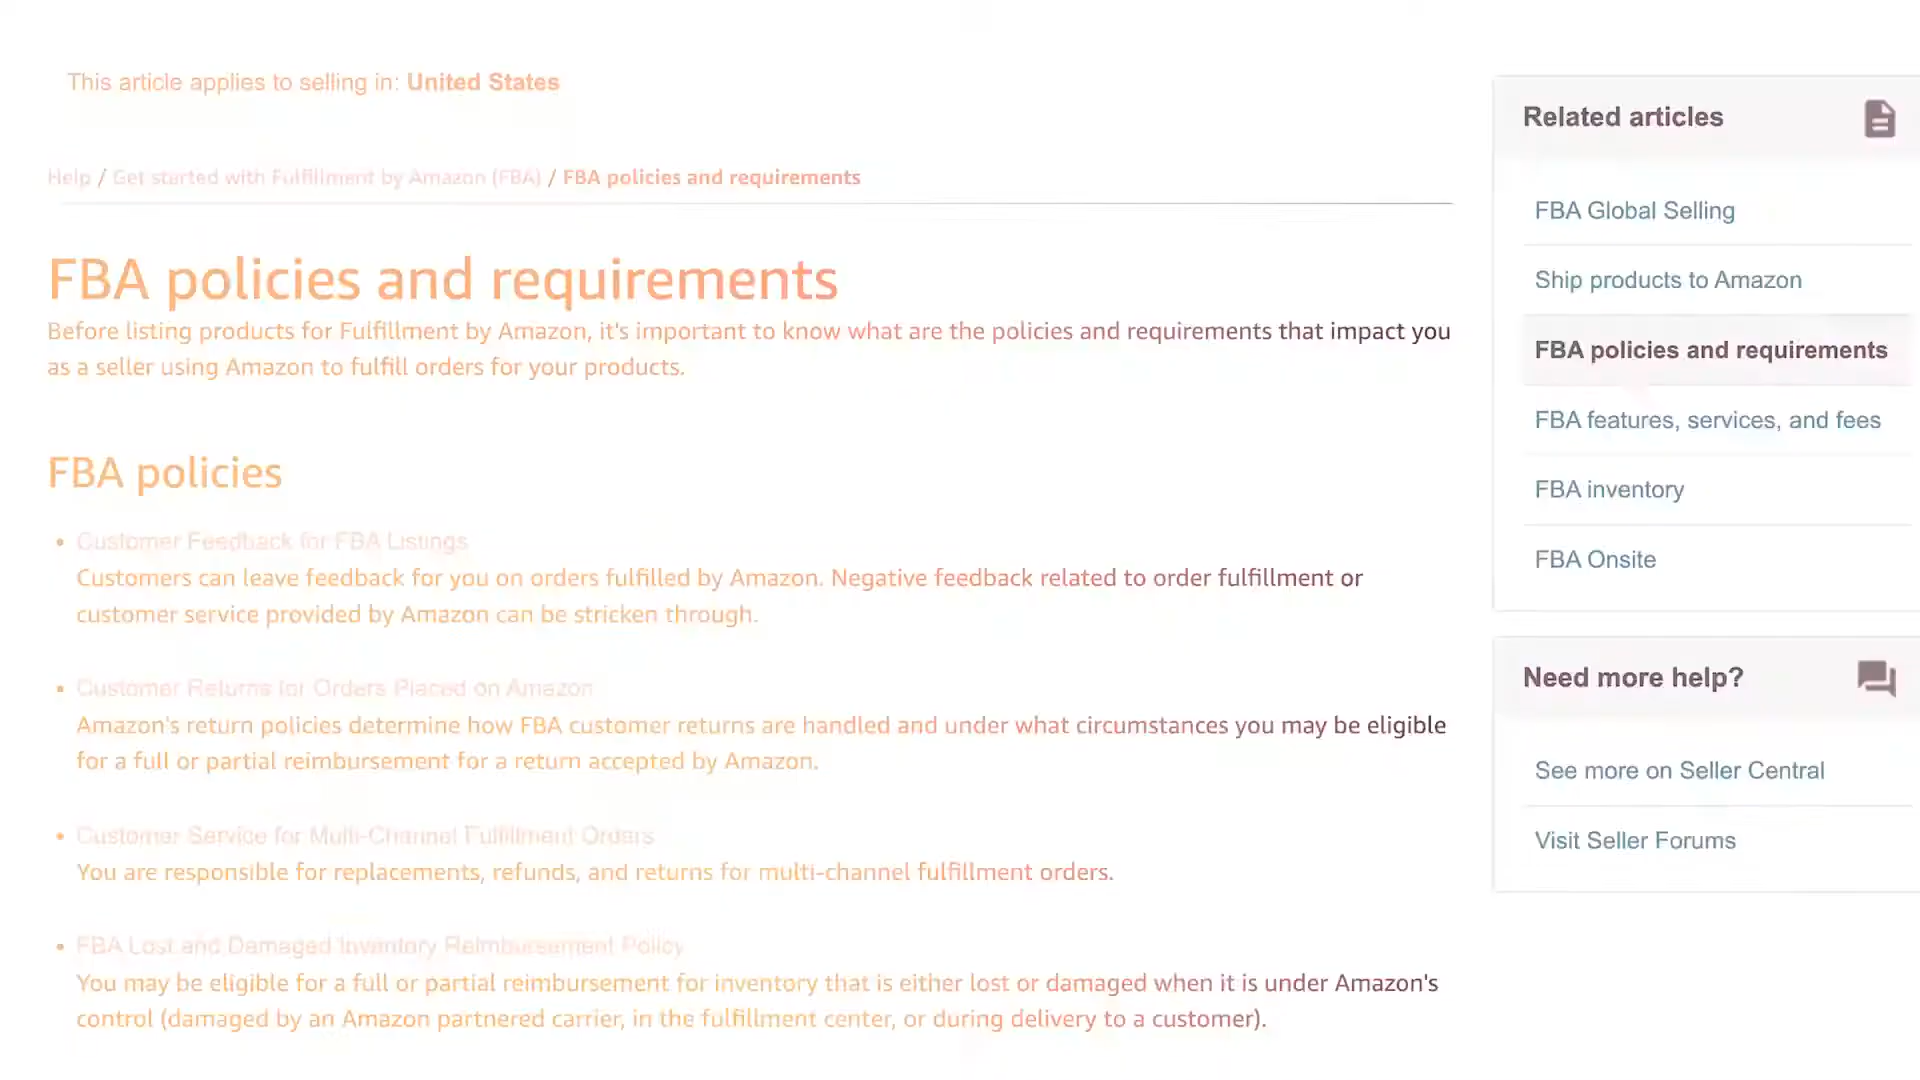 This article applies to selling in: United States
Help / Get started with Fulfillment by Amazon (FBA) / FBA policies and requirements
FBA policies and requirements
Before listing products for Fulfillment by Amazon, it's important to know what are the policies and requirements that impact you
as a seller using Amazon to fulfill orders for your products.
FBA policies
• Customer Feedback for FBA Listings
Customers can leave feedback for you on orders fulfilled by Amazon. Negative feedback related to order fulfillment or
customer service provided by Amazon can be stricken through.
• Customer Returns for Orders Placed on Amazon
Amazon's return policies determine how FBA customer returns are handled and under what circumstances you may be eligible
for a full or partial reimbursement for a return accepted by Amazon.
• Customer Service for Multi-Channel Fulfillment Orders
You are responsible for replacements, refunds, and returns for multi-channel fulfillment orders.
• FBA Lost and Damaged Inventory Reimbursement Policy
You may be eligible for a full or partial reimbursement for inventory that is either lost or damaged when it is under Amazon's
control (damaged by an Amazon partnered carrier, in the fulfillment center, or during delivery to a customer).
Related articles
FBA Global Selling
Ship products to Amazon
FBA policies and requirements
FBA features, services, and fees
FBA inventory
FBA Onsite
Need more help?
See more on Seller Central
Visit Seller Forums